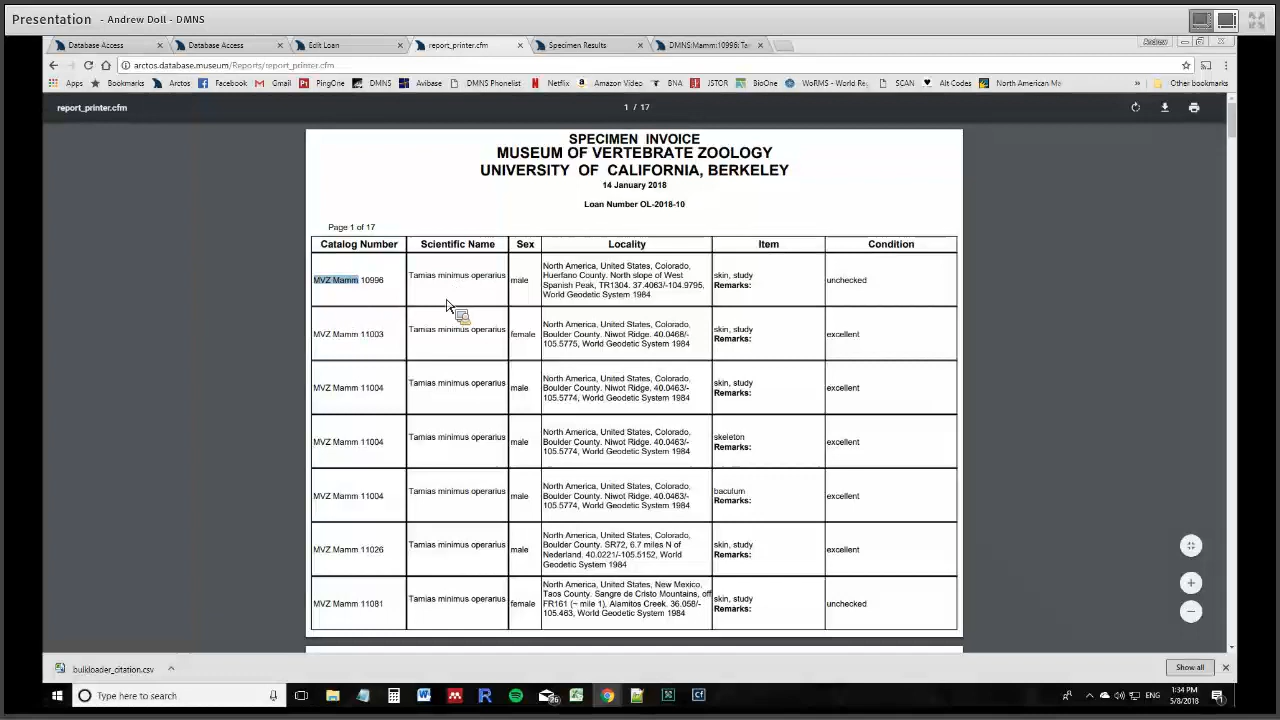 Presentation - Andrew Doll - DMNS
Database Access
Database Access
Edit Loan
report_printer.cfm
Specimen Results
DMNS:Mamm:10996: Ta
Andrew
arctos.database.museum/Reports/report_printer.cfm
Apps
Bookmarks
Arctos
Facebook
Gmail
PingOne
DMNS
Avibase
DMNS Phonelist
Netflix
Amazon Video
BNA
JSTOR
BioOne
WoRMS - World Re
SCAN
Alt Codes
North American Ma
Other bookmarks
report_printer.cfm
1 / 17
SPECIMEN INVOICE
MUSEUM OF VERTEBRATE ZOOLOGY
UNIVERSITY OF CALIFORNIA, BERKELEY
14 January 2018
Loan Number OL-2018-10
Page 1 of 17
Catalog Number Scientific Name Sex Locality Item Condition
MVZ Mamm 10996
Tamias minimus operarius
male
North America, United States, Colorado,
Huerfano County. North slope of West
Spanish Peak, TR1304. 37.4063/-104.9795,
World Geodetic System 1984
skin, study
Remarks:
unchecked
MVZ Mamm 11003
Tamias minimus operarius
female
North America, United States, Colorado,
Boulder County. Niwot Ridge. 40.0468/-
105.5775, World Geodetic System 1984
skin, study
Remarks:
excellent
MVZ Mamm 11004
Tamias minimus operarius
male
North America, United States, Colorado,
Boulder County. Niwot Ridge. 40.0463/-
105.5774, World Geodetic System 1984
skin, study
Remarks:
excellent
MVZ Mamm 11004
Tamias minimus operarius
male
North America, United States, Colorado,
Boulder County. Niwot Ridge. 40.0463/-
105.5774, World Geodetic System 1984
skeleton
Remarks:
excellent
MVZ Mamm 11004
Tamias minimus operarius
male
North America, United States, Colorado,
Boulder County. Niwot Ridge. 40.0463/-
105.5774, World Geodetic System 1984
baculum
Remarks:
excellent
MVZ Mamm 11026
Tamias minimus operarius
male
North America, United States, Colorado,
Boulder County. SR72, 6.7 miles N of
Nederland. 40.0221/-105.5152, World
Geodetic System 1984
skin, study
Remarks:
excellent
MVZ Mamm 11081
Tamias minimus operarius
female
North America, United States, New Mexico,
Taos County. Sangre de Cristo Mountains, off
FR161 (~ mile 1), Alamitos Creek. 36.058/-
105.463, World Geodetic System 1984
skin, study
Remarks:
unchecked
bulkloader_citation.csv
Show all
Type here to search
26
ENG
1:34 PM
5/8/2018